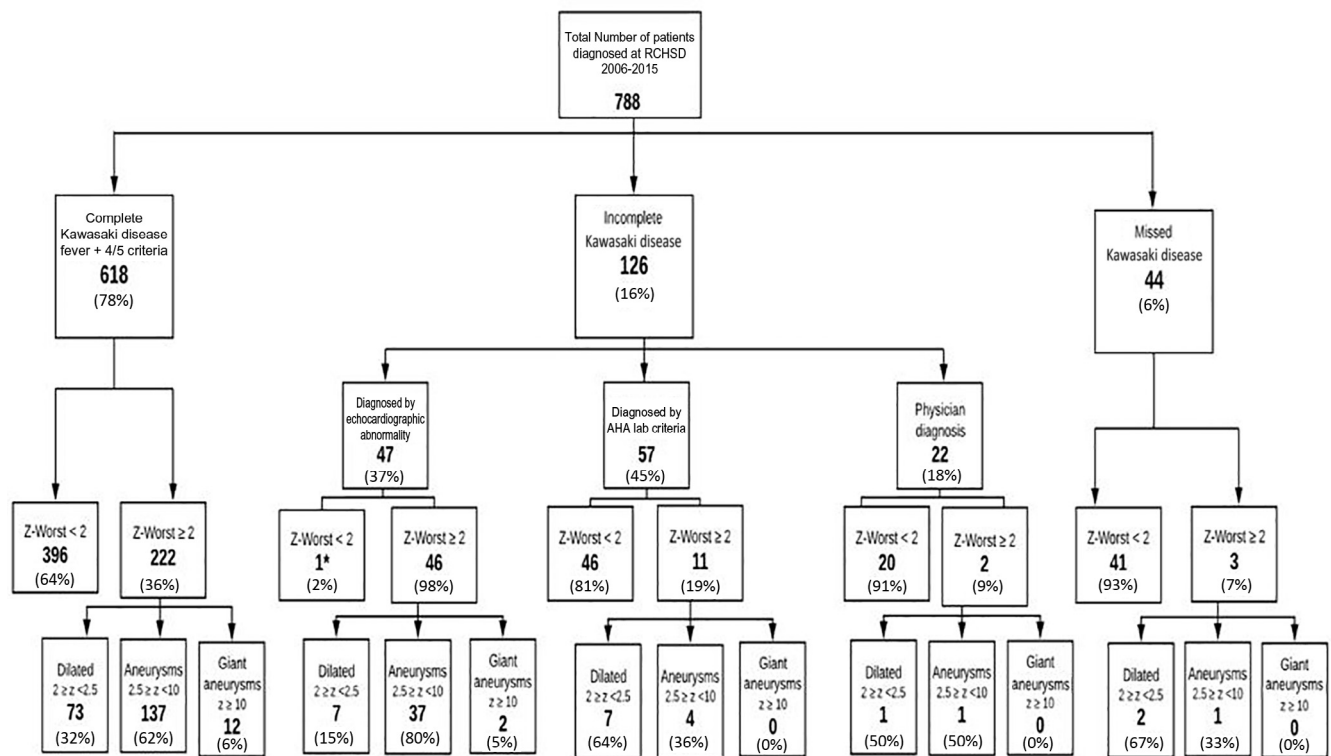 Total Number of patients
diagnosed at RCHSD
2006-2015
788
Complete
Kawasaki disease
fever + 4/5 criteria
618
(78%)
Incomplete
Kawasaki disease
126
(16%)
Missed
Kawasaki disease
44
(6%)
Diagnosed by
echocardiographic
abnormality
47
(37%)
Diagnosed by
AHA lab criteria
57
(45%)
Physician
diagnosis
22
(18%)
Z-Worst < 2
396
(64%)
Z-Worst ≥ 2
222
(36%)
Z-Worst < 2
1*
(2%)
Z-Worst ≥ 2
46
(98%)
Z-Worst < 2
46
(81%)
Z-Worst ≥ 2
11
(19%)
Z-Worst < 2
20
(91%)
Z-Worst ≥ 2
2
(9%)
Z-Worst < 2
41
(93%)
Z-Worst ≥ 2
3
(7%)
Dilated
2 ≥ z <2.5
73
(32%)
Aneurysms
2.5 ≥ z <10
137
(62%)
Giant
aneurysms
z ≥ 10
12
(6%)
Dilated
2 ≥ z <2.5
7
(15%)
Aneurysms
2.5 ≥ z <10
37
(80%)
Giant
aneurysms
z ≥ 10
2
(5%)
Dilated
2 ≥ z <2.5
7
(64%)
Aneurysms
2.5 ≥ z <10
4
(36%)
Giant
aneurysms
z ≥ 10
0
(0%)
Dilated
2 ≥ z <2.5
1
(50%)
Aneurysms
2.5 ≥ z <10
1
(50%)
Giant
aneurysms
z ≥ 10
0
(0%)
Dilated
2 ≥ z <2.5
2
(67%)
Aneurysms
2.5 ≥ z <10
1
(33%)
Giant
aneurysms
z ≥ 10
0
(0%)